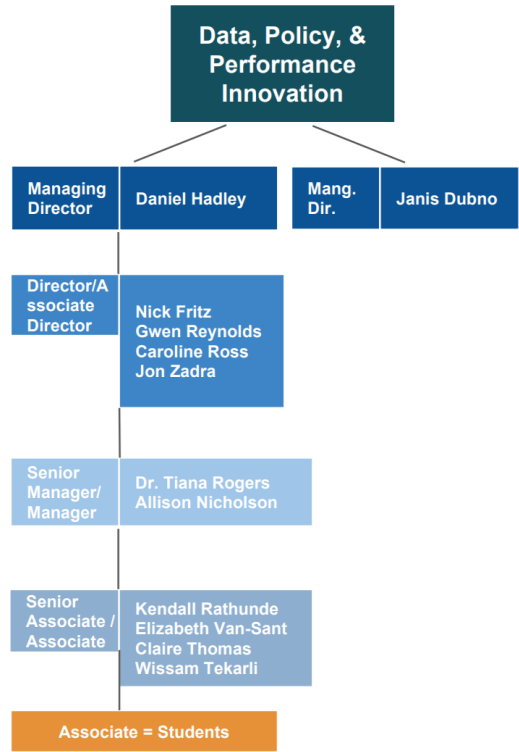 Data, Policy, &
Performance
Innovation
Managing
Director
Daniel Hadley
Mang.
Dir.
Janis Dubno
Director/A
ssociate
Director
Nick Fritz
Gwen Reynolds
Caroline Ross
Jon Zadra
Senior
Manager/
Manager
Dr. Tiana Rogers
Allison Nicholson
Senior
Associate /
Associate
Kendall Rathunde
Elizabeth Van-Sant
Claire Thomas
Wissam Tekarli
Associate = Students